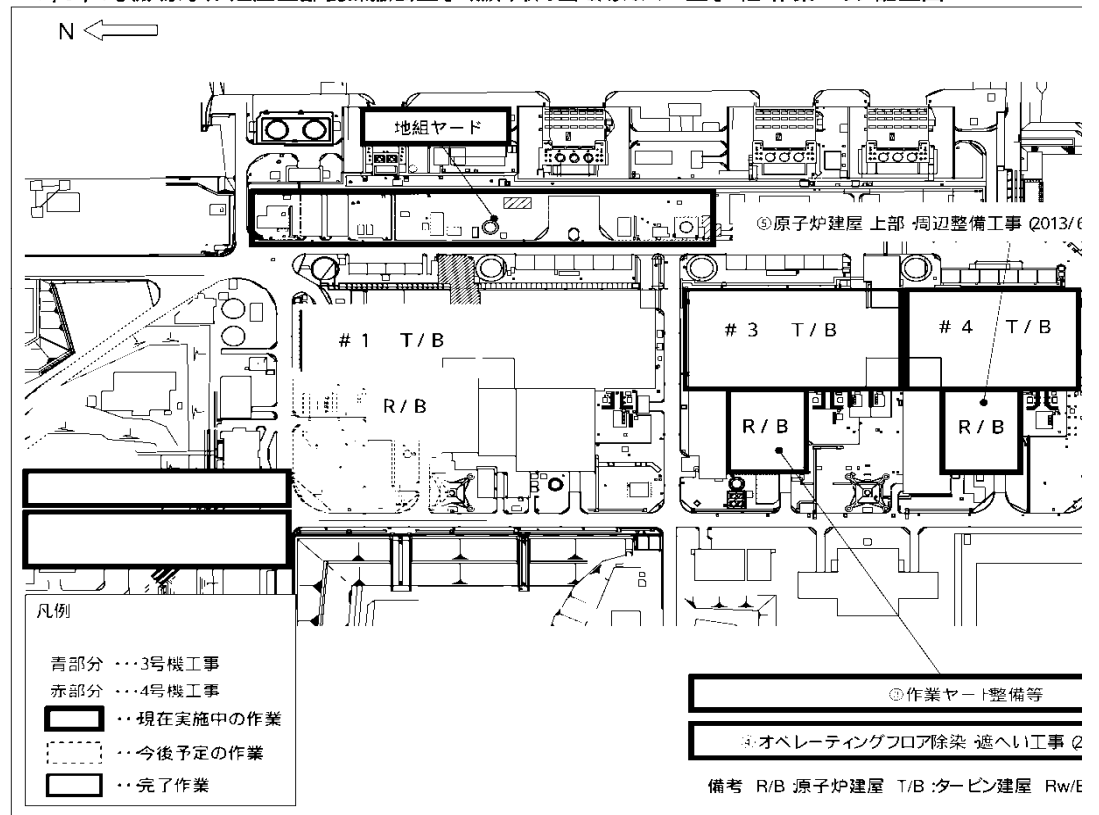 N
地組ヤード
⑤原子炉建屋 上部・周辺整備工事 (2013/6
#1 T/B
#3 T/B
#4 T/B
R/B
R/B
R/B
凡例
青部分 ···3号機工事
赤部分 ···4号機工事
··現在実施中の作業
··今後予定の作業
··完了作業
作業ヤード整備等
オペレーティングフロア除染・遮へい工事 (2
備考 R/B:原子炉建屋 T/B:タービン建屋 Rw/B